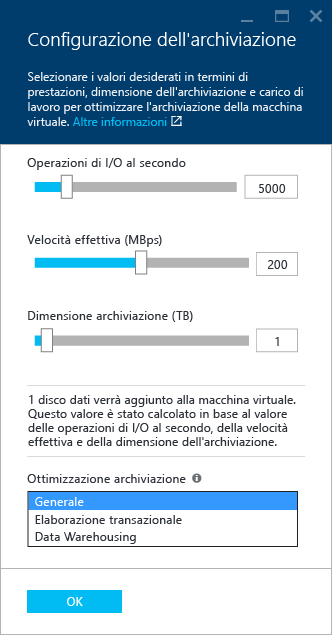 Configurazione dell'archiviazione
Selezionare i valori desiderati in termini di
prestazioni, dimensione dell'archiviazione e carico di
lavoro per ottimizzare l'archiviazione della macchina
virtuale. Altre informazioni
Operazioni di I/O al secondo
5000
Velocità effettiva (MBps)
200
Dimensione archiviazione (TB)
1
1 disco dati verrà aggiunto alla macchina virtuale.
Questo valore è stato calcolato in base al valore
delle operazioni di I/O al secondo, della velocità
effettiva e della dimensione dell'archiviazione.
Ottimizzazione archiviazione
Generale
Elaborazione transazionale
Data Warehousing
OK